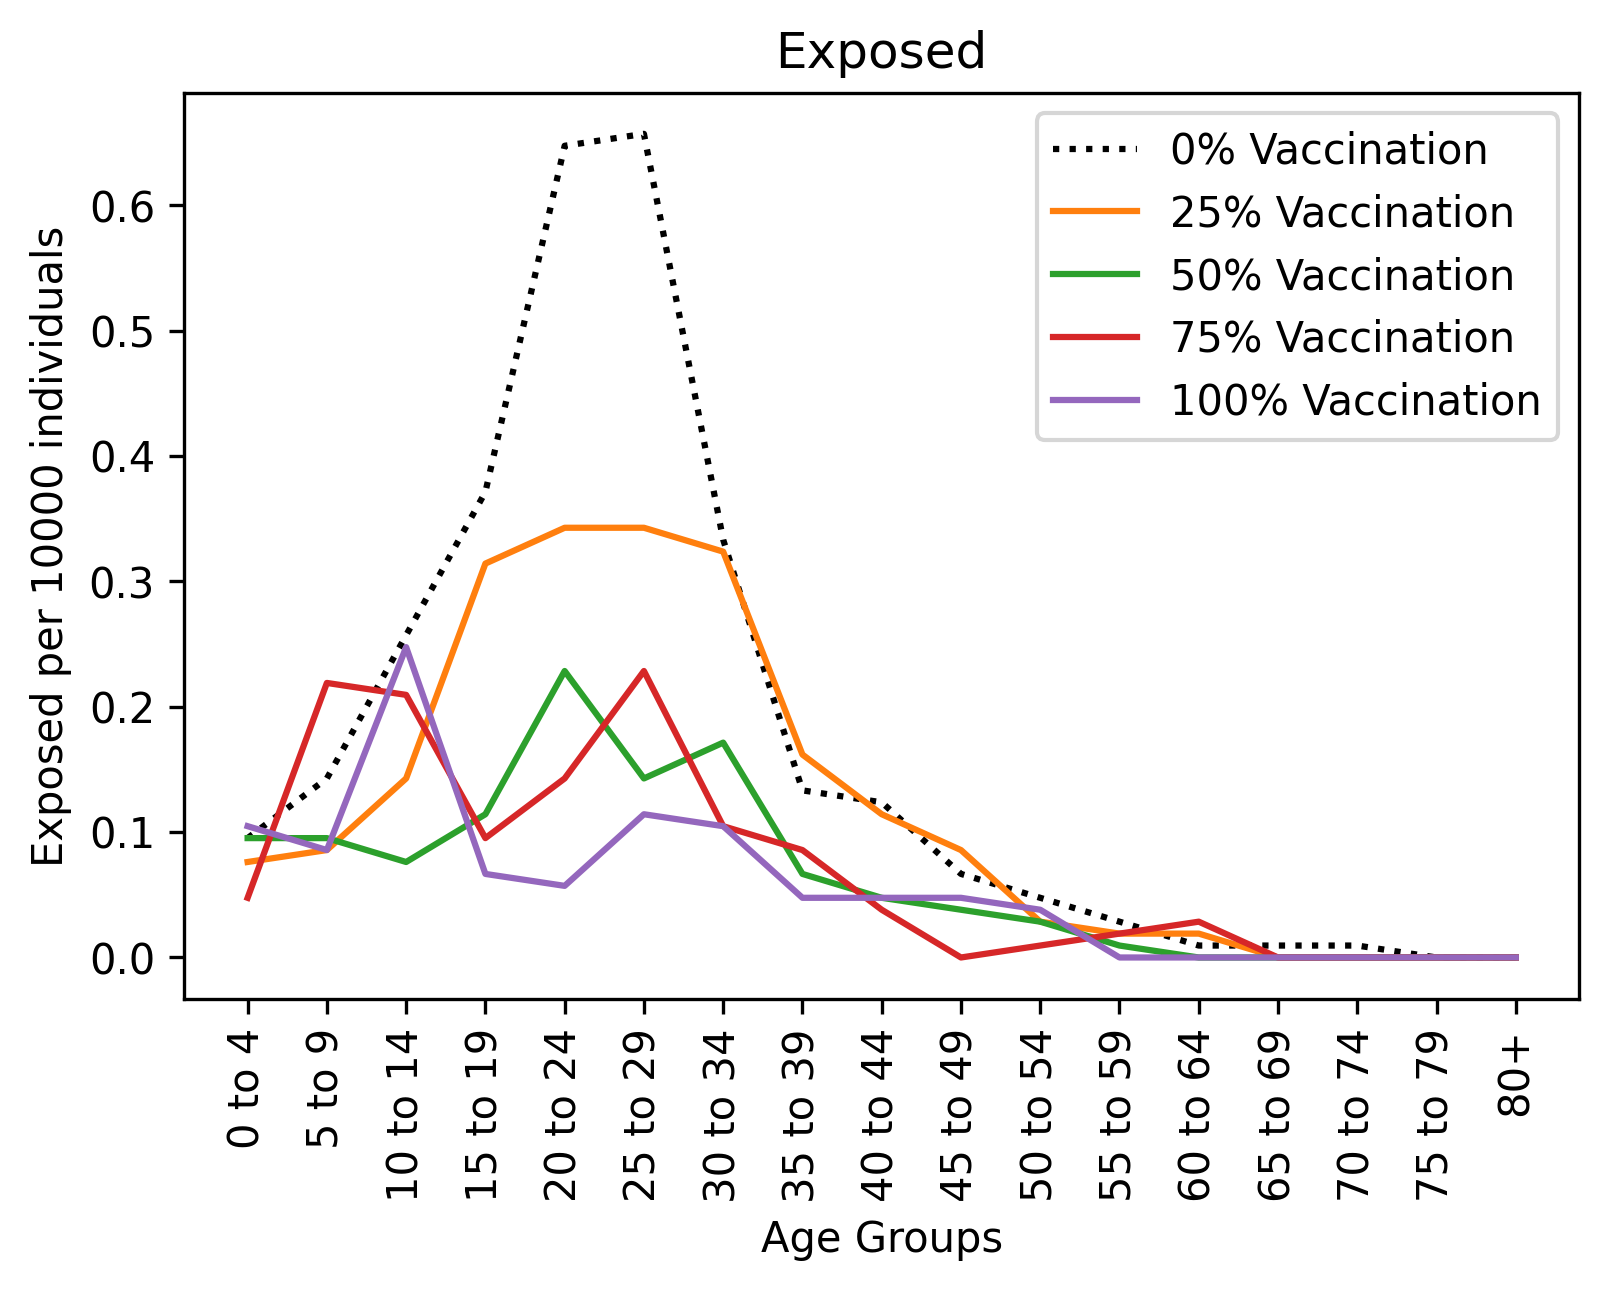 Exposed
Exposed per 10000 individuals
0.6
0.5
0.4
0.3
0.2
0.1
0.0
0% Vaccination
25% Vaccination
50% Vaccination
75% Vaccination
100% Vaccination
0 to 4
5 to 9
10 to 14
15 to 19
20 to 24
25 to 29
30 to 34
35 to 39
40 to 44
45 to 49
50 to 54
55 to 59
60 to 64
65 to 69
70 to 74
75 to 79
80+
Age Groups